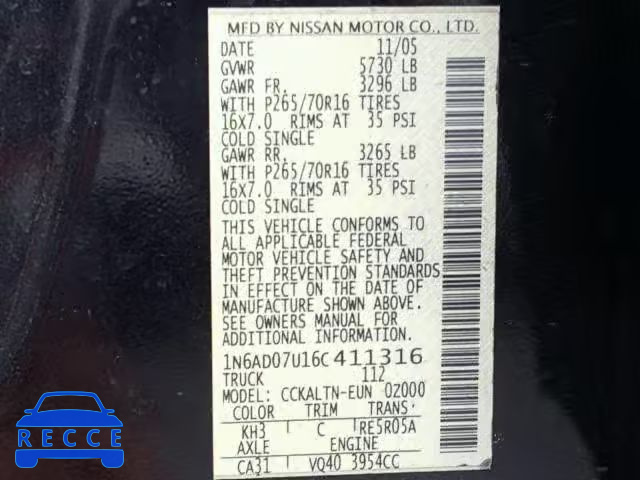 MFD BY NISSAN MOTOR CO., LTD.
DATE 11/05
GVWR 5730 LB
GAWR FR. 3296 LB
WITH P265/70R16 TIRES
16X7.0 RIMS AT 35 PSI
COLD SINGLE
GAWR RR. 3265 LB
WITH P265/70R16 TIRES
16X7.0 RIMS AT 35 PSI
COLD SINGLE
THIS VEHICLE CONFORMS TO
ALL APPLICABLE FEDERAL
MOTOR VEHICLE SAFETY AND
THEFT PREVENTION STANDARDS
IN EFFECT ON THE DATE OF
MANUFACTURE SHOWN ABOVE.
SEE OWNERS MANUAL FOR
ADDITIONAL INFORMATION.
1N6AD07U16C411316
TRUCK 112
MODEL: CCKALTN-EUN 0Z000
COLOR TRIM TRANS.
KH3 C RE5R05A
AXLE ENGINE
CA31 VQ40 3954CC
RECCE